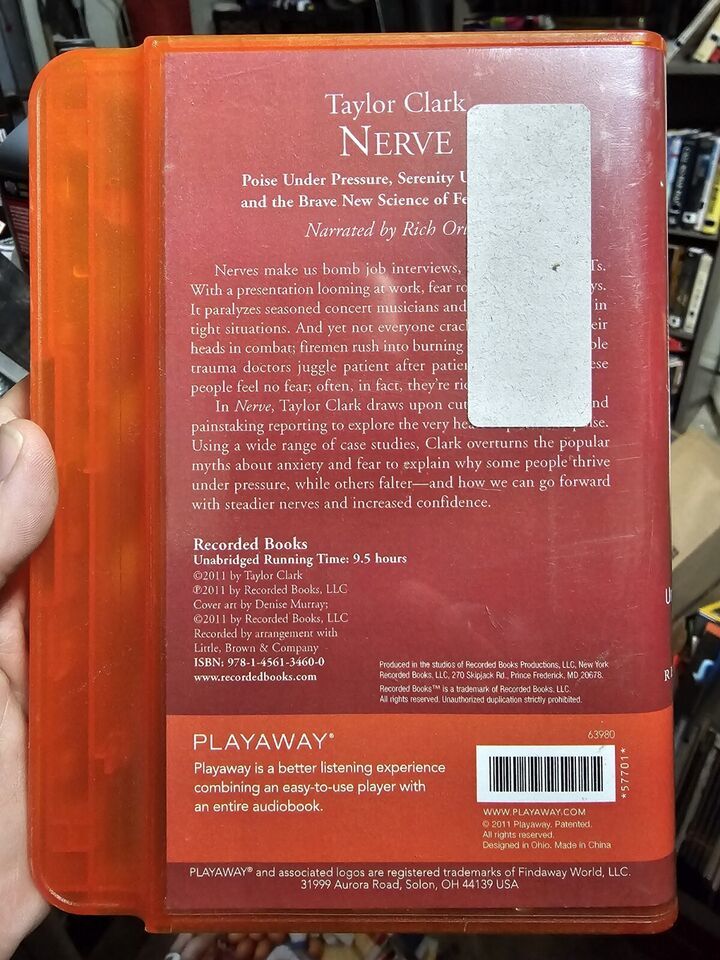 Taylor Clark
NERVE
Poise Under Pressure, Serenity U
and the Brave New Science of Fe
Narrated by Rich Or
Nerves make us bomb job interviews, Ts.
With a presentation looming at work, fear ro ys.
It paralyzes seasoned concert musicians and in
tight situations. And yet not everyone crac eir
heads in combat; firemen rush into burning ble
trauma doctors juggle patient after patie ese
people feel no fear; often, in fact, they're ri
In Nerve, Taylor Clark draws upon cut nd
painstaking reporting to explore the very hea lse.
Using a wide range of case studies, Clark overturns the popular
myths about anxiety and fear to explain why some people thrive
under pressure, while others falter—and how we can go forward
with steadier nerves and increased confidence.
Recorded Books
Unabridged Running Time: 9.5 hours
©2011 by Taylor Clark
℗2011 by Recorded Books, LLC
Cover art by Denise Murray;
©2011 by Recorded Books, LLC
Recorded by arrangement with
Little, Brown & Company
ISBN: 978-1-4561-3460-0
www.recordedbooks.com
Produced in the studios of Recorded Books Productions, LLC, New York
Recorded Books, LLC, 270 Skipjack Rd., Prince Frederick, MD 20678.
Recorded Books™ is a trademark of Recorded Books. LLC.
All rights reserved. Unauthorized duplication strictly prohibited.
PLAYAWAY®
Playaway is a better listening experience
combining an easy-to-use player with
an entire audiobook.
63980
*57701*
WWW.PLAYAWAY.COM
© 2011 Playaway. Patented.
All rights reserved.
Designed in Ohio. Made in China
PLAYAWAY® and associated logos are registered trademarks of Findaway World, LLC.
31999 Aurora Road, Solon, OH 44139 USA